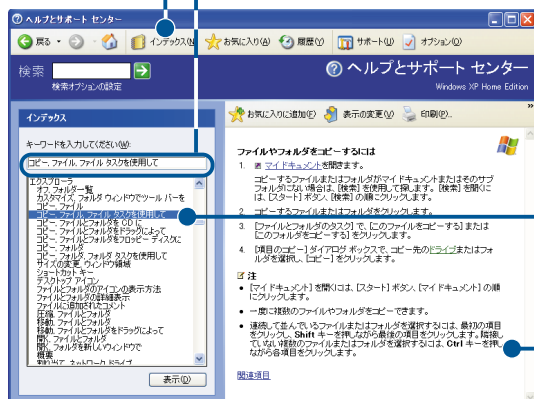 ヘルプとサポート センター
戻る
インデックス(N)
お気に入り(A)
履歴(Y)
サポート(U)
オプション(O)
検索
検索オプションの設定
ヘルプとサポート センター
Windows XP Home Edition
インデックス
キーワードを入力してください(W):
コピー, ファイル, ファイル タスクを使用して
エクスプローラ
オフ, フォルダ一覧
カスタマイズ, フォルダ ウィンドウでツール バーを
コピー, ファイル
コピー, ファイル, ファイル タスクを使用して
コピー, ファイルとフォルダを CD に
コピー, ファイルとフォルダをドラッグによって
コピー, ファイルとフォルダをフロッピー ディスクに
コピー, フォルダ
コピー, フォルダ, フォルダ タスクを使用して
サイズの変更, ウィンドウ領域
ショートカット キー
デスクトップ アイコン
ファイルとフォルダのアイコンの表示方法
ファイルとフォルダの詳細表示
ファイルに追加されたコメント
圧縮, ファイルとフォルダ
移動, ファイルとフォルダ
移動, ファイルとフォルダをドラッグによって
開く, ファイルとフォルダ
開く, フォルダを新しいウィンドウで
概要
割り当て, ネットワーク ドライブ
表示(D)
お気に入りに追加(F)
表示の変更(V)
印刷(P)...
ファイルやフォルダをコピーするには
1. マイ ドキュメントを開きます。
コピーするファイルまたはフォルダがマイ ドキュメントまたはそのサブ
フォルダにない場合は、[検索] を使用して探します。[検索] を開くに
は、[スタート] ボタン、[検索] の順にクリックします。
2. コピーするファイルまたはフォルダをクリックします。
3. [ファイルとフォルダのタスク] で、[このファイルをコピーする] または
[このフォルダをコピーする] をクリックします。
4. [項目のコピー] ダイアログ ボックスで、コピー先のドライブまたはフォ
ルダを選択し、[コピー] をクリックします。
注
• [マイ ドキュメント] を開くには、[スタート] ボタン、[マイ ドキュメント] の順
にクリックします。
• 一度に複数のファイルやフォルダをコピーできます。
• 連続して並んでいるファイルまたはフォルダを選択するには、最初の項目
をクリックし、Shift キーを押しながら最後の項目をクリックします。隣接し
ていない複数のファイルまたはフォルダを選択するには、Ctrl キーを押し
ながら各項目をクリックします。
関連項目